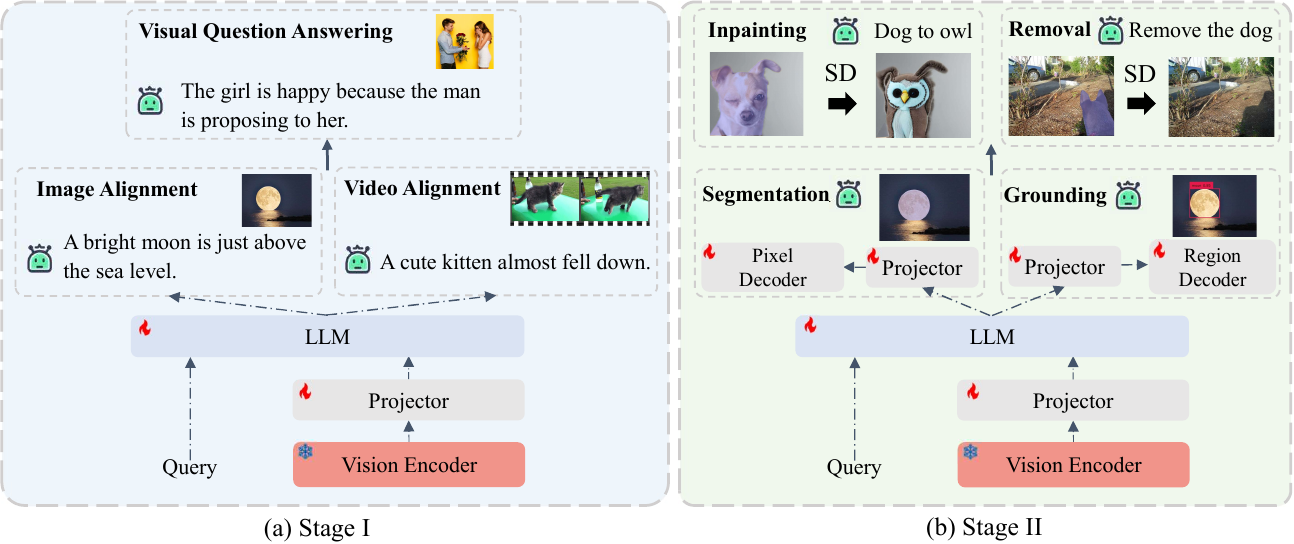 Visual Question Answering
The girl is happy because the man
is proposing to her.
Image Alignment
A bright moon is just above
the sea level.
Video Alignment
A cute kitten almost fell down.
LLM
Projector
Query
Vision Encoder
(a) Stage I
Inpainting
Dog to owl
SD
Removal
Remove the dog
SD
Segmentation
Pixel
Decoder
Projector
Grounding
Projector
Region
Decoder
LLM
Projector
Query
Vision Encoder
(b) Stage II